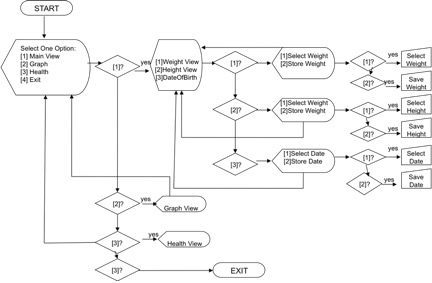 START
Select One Option:
[1] Main View
[2] Graph
[3] Health
[4] Exit
[1]?
yes
[1]Weight View
[2]Height View
[3]DateOfBirth
[1]?
[1]Select Weight
[2]Store Weight
[1]?
yes
Select
Weight
[2]?
yes
Save
Weight
[2]?
[1]Select Weight
[2]Store Weight
[1]?
yes
Select
Height
[2]?
yes
Save
Height
[3]?
[1]Select Date
[2]Store Date
[1]?
yes
Select
Date
[2]?
yes
Save
Date
[2]?
yes
Graph View
[3]?
yes
Health View
[3]?
EXIT